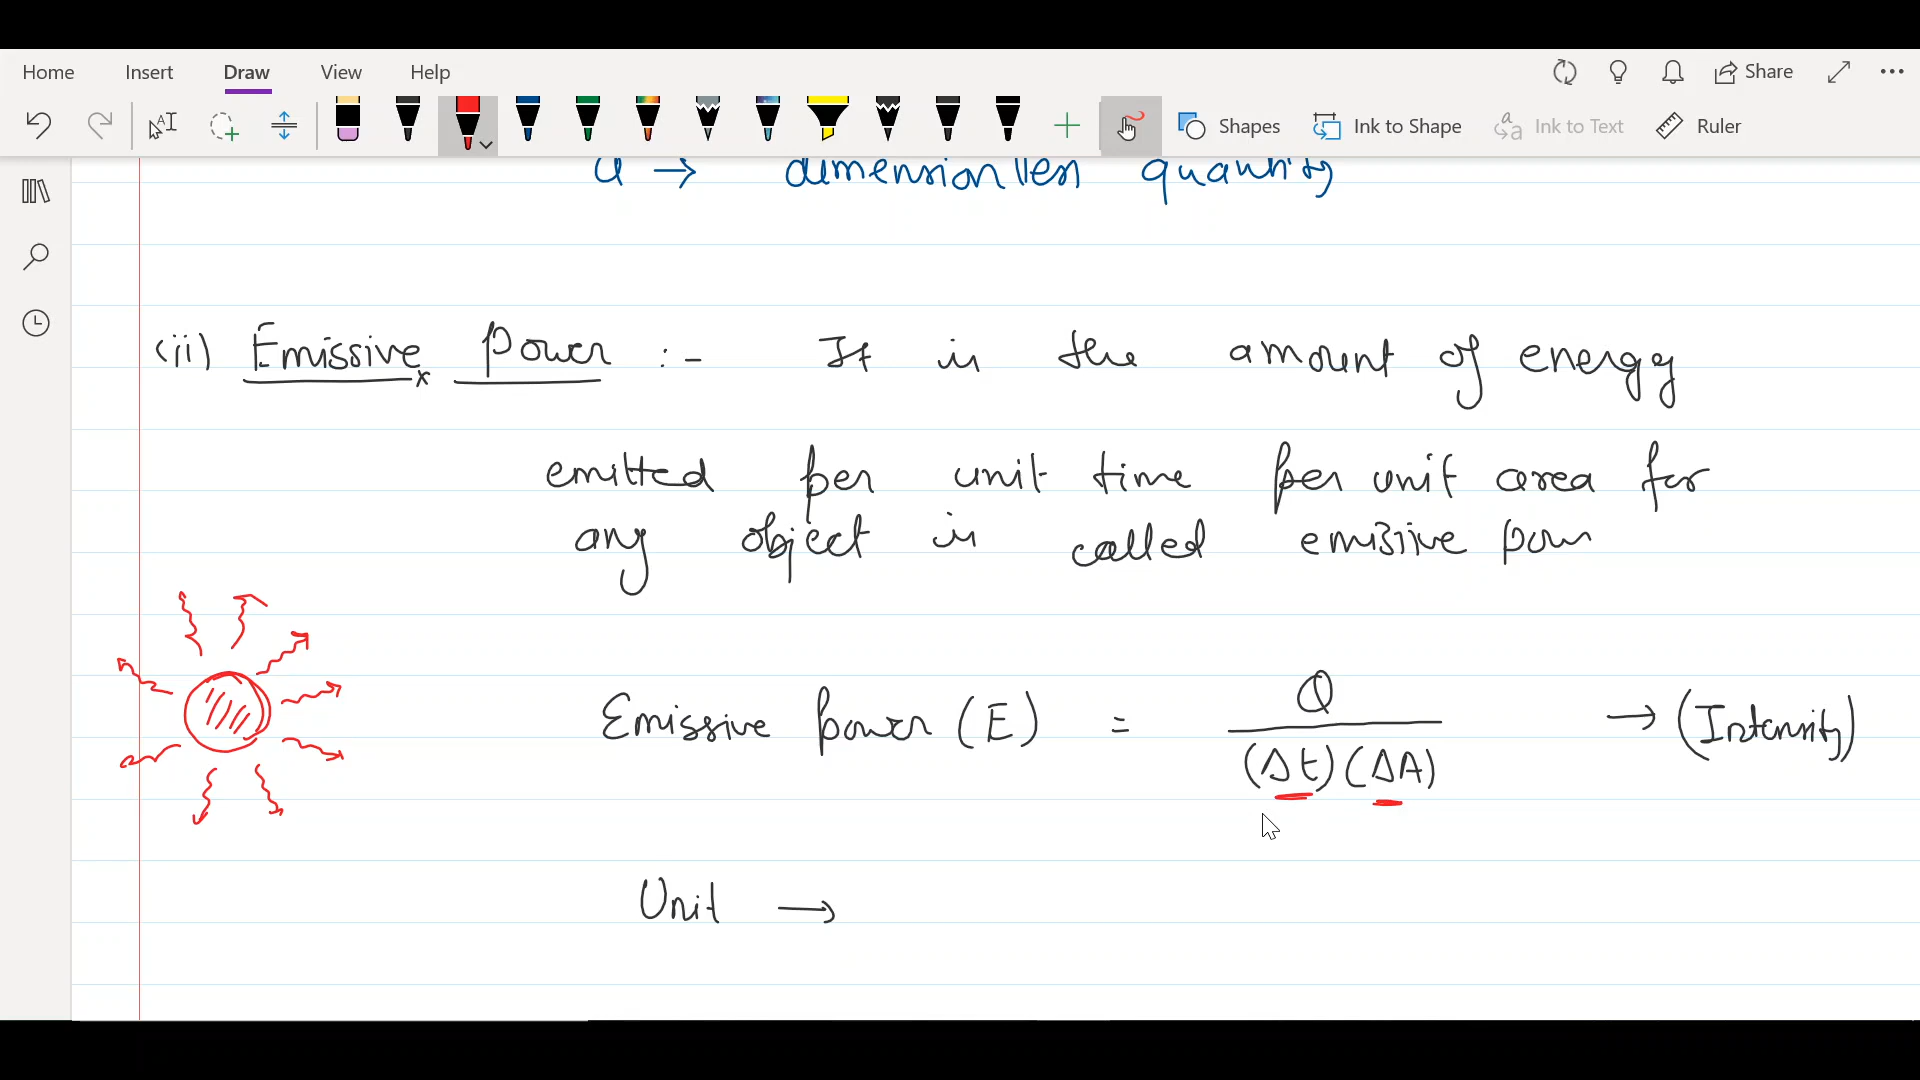 Home Insert Draw View Help Share
Shapes Ink to Shape Ink to Text Ruler
a → dimensionless quantity
(ii) Emissive Power :- It is the amount of energy
emitted per unit time per unit area for
any object is called emissive pow
Emissive power (E) = Q / (Δt)(ΔA) → (Intensity)
Unit →